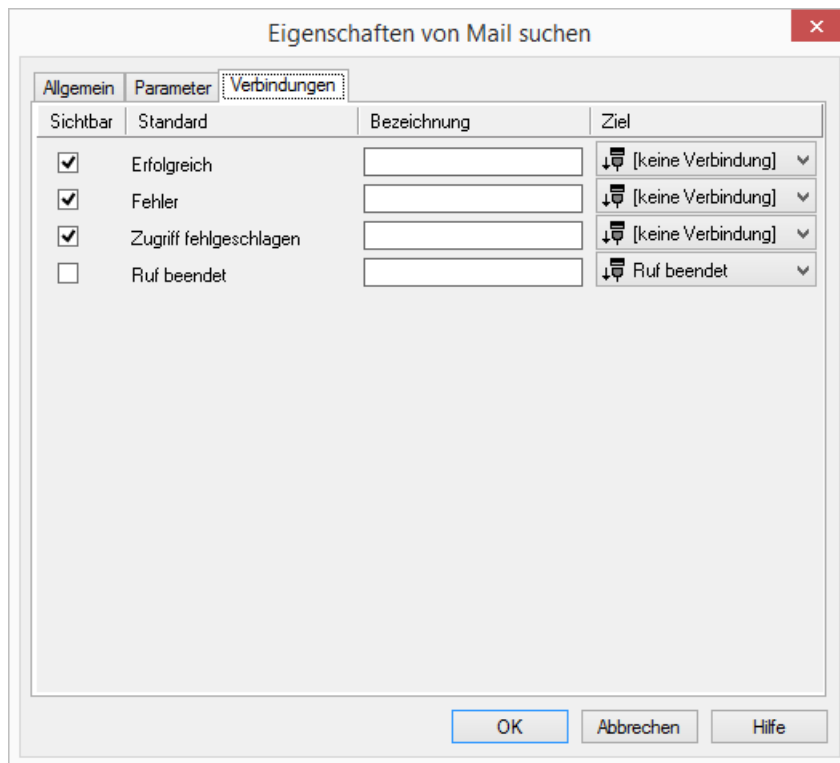 Eigenschaften von Mail suchen
Allgemein Parameter Verbindungen
Sichtbar Standard Bezeichnung Ziel
Erfolgreich [keine Verbindung]
Fehler [keine Verbindung]
Zugriff fehlgeschlagen [keine Verbindung]
Ruf beendet Ruf beendet
OK Abbrechen Hilfe